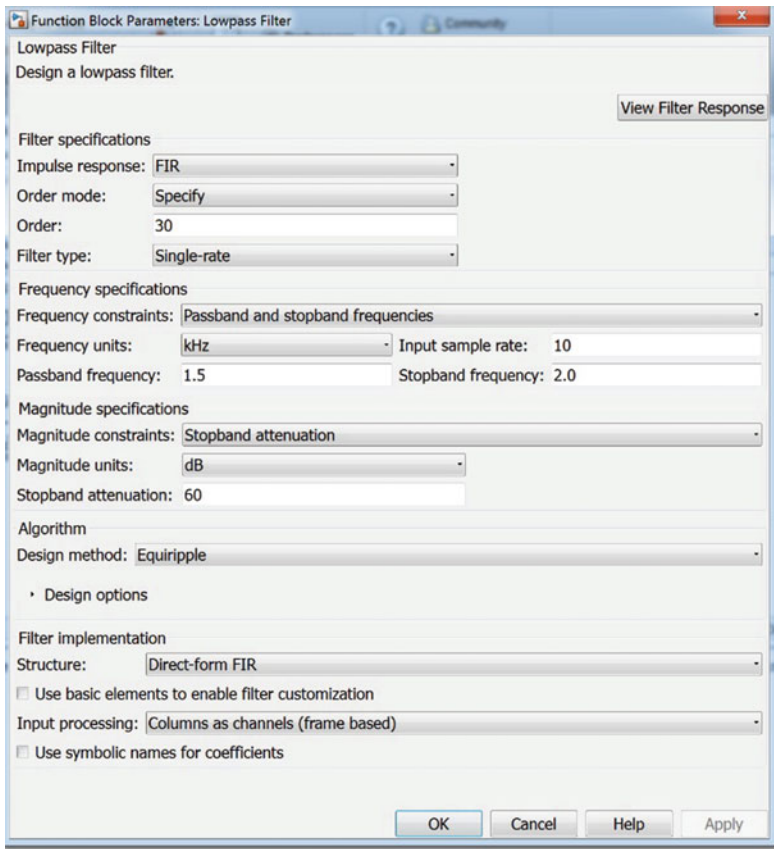 Function Block Parameters: Lowpass Filter
Community
Lowpass Filter
Design a lowpass filter.
View Filter Response
Filter specifications
Impulse response: FIR
Order mode: Specify
Order: 30
Filter type: Single-rate
Frequency specifications
Frequency constraints: Passband and stopband frequencies
Frequency units: kHz Input sample rate: 10
Passband frequency: 1.5 Stopband frequency: 2.0
Magnitude specifications
Magnitude constraints: Stopband attenuation
Magnitude units: dB
Stopband attenuation: 60
Algorithm
Design method: Equiripple
Design options
Filter implementation
Structure: Direct-form FIR
Use basic elements to enable filter customization
Input processing: Columns as channels (frame based)
Use symbolic names for coefficients
OK Cancel Help Apply